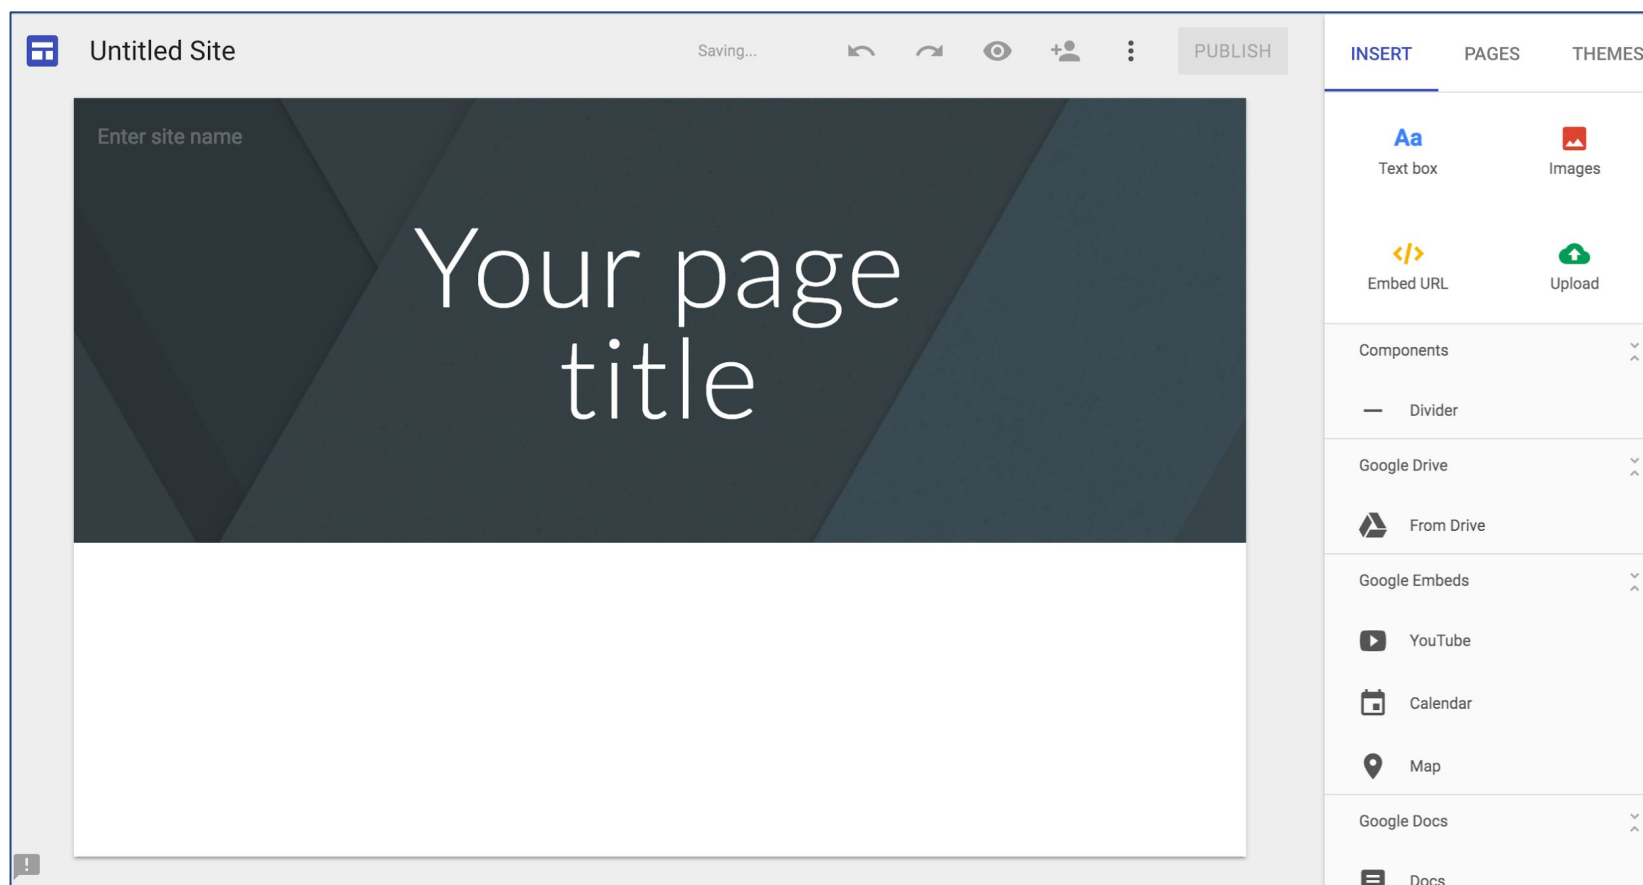 Untitled Site
Saving...
PUBLISH
INSERT PAGES THEMES
Enter site name
Your page
title
Aa
Text box
Images
Embed URL
Upload
Components
Divider
Google Drive
From Drive
Google Embeds
YouTube
Calendar
Map
Google Docs
Docs